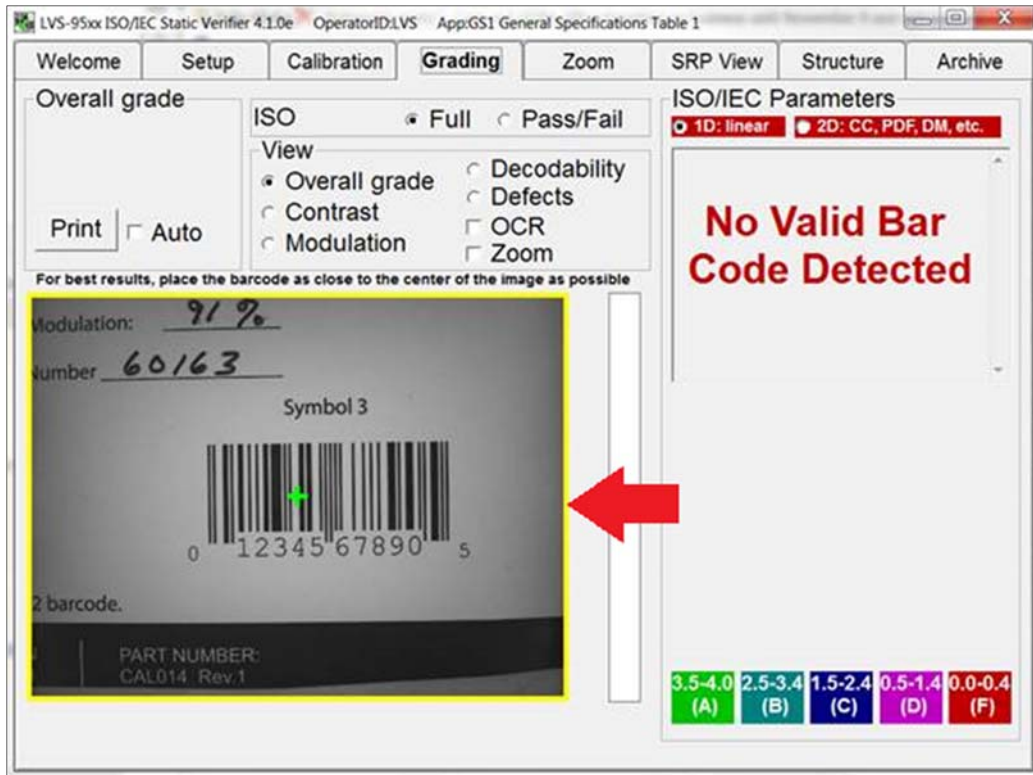 LVS-95xx ISO/IEC Static Verifier 4.1.0e OperatorID:LVS App:GS1 General Specifications Table 1
Welcome Setup Calibration Grading Zoom SRP View Structure Archive
Overall grade
Print Auto
ISO Full Pass/Fail
View
Overall grade
Contrast
Modulation
Decodability
Defects
OCR
Zoom
For best results, place the barcode as close to the center of the image as possible
Modulation: 91 %
Number 60163
Symbol 3
0 12345 67890 5
2 barcode.
PART NUMBER:
CAL014 Rev.1
ISO/IEC Parameters
1D: linear 2D: CC, PDF, DM, etc.
No Valid Bar
Code Detected
3.5-4.0 2.5-3.4 1.5-2.4 0.5-1.4 0.0-0.4
(A) (B) (C) (D) (F)